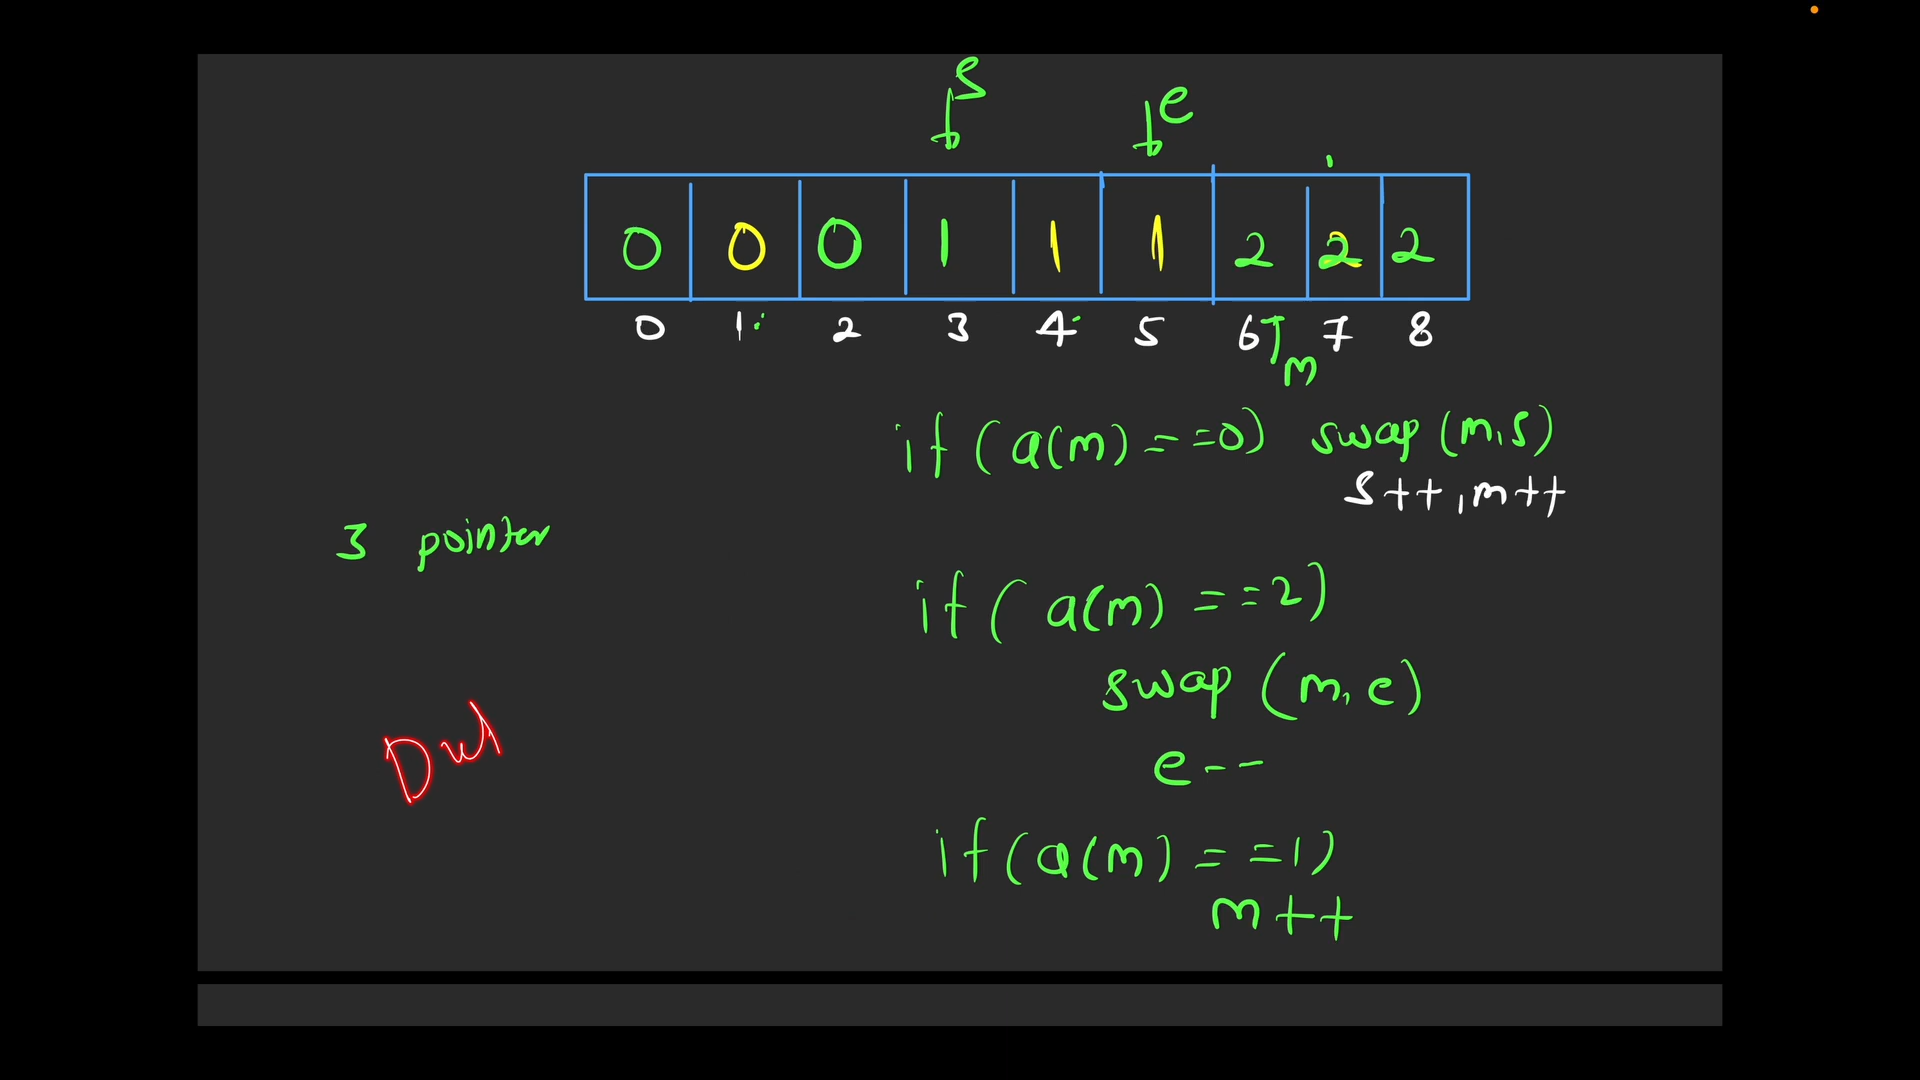 s e
0 0 0 1 1 1 2 2 2
0 1 2 3 4 5 6 7 8
m
if (a(m) == 0) swap (m,s)
s++, m++
3 pointer
if (a(m) == 2)
swap (m, e)
e--
if (a(m) == 1)
m++